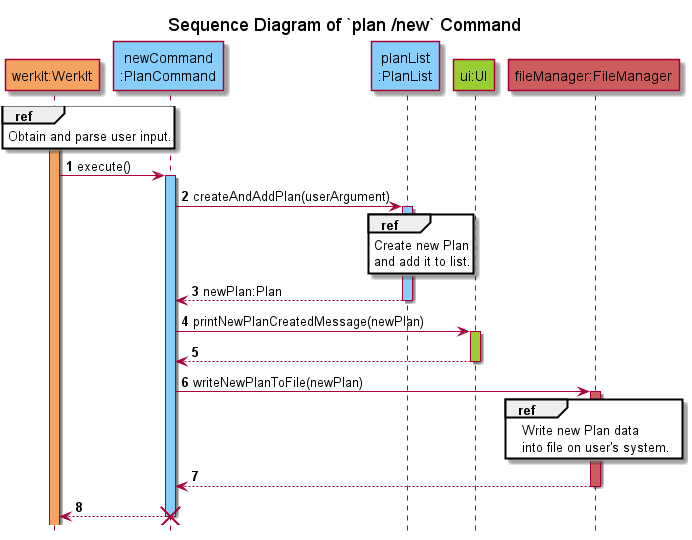 Sequence Diagram of `plan /new` Command
werkIt:WerkIt
newCommand
:PlanCommand
planList
:PlanList
ui:UI
fileManager:FileManager
ref
Obtain and parse user input.
1 execute()
2 createAndAddPlan(userArgument)
ref
Create new Plan
and add it to list.
3 newPlan:Plan
4 printNewPlanCreatedMessage(newPlan)
5
6 writeNewPlanToFile(newPlan)
ref
Write new Plan data
into file on user's system.
7
8